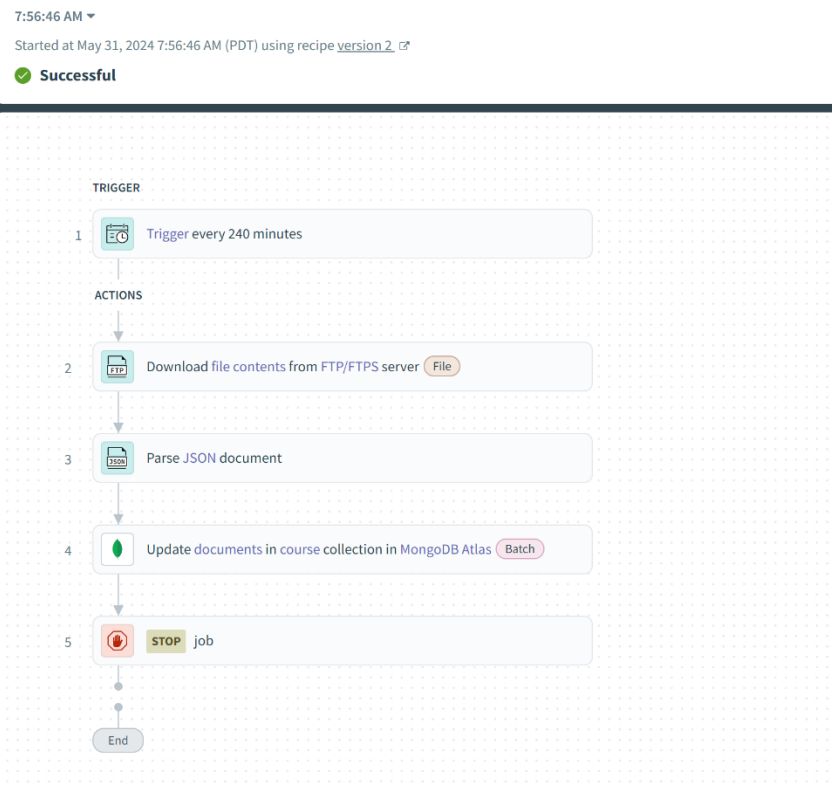 7:56:46 AM
Started at May 31, 2024 7:56:46 AM (PDT) using recipe version 2
Successful
TRIGGER
1 Trigger every 240 minutes
ACTIONS
2 FTP Download file contents from FTP/FTPS server File
3 JSON Parse JSON document
4 Update documents in course collection in MongoDB Atlas Batch
5 STOP job
End